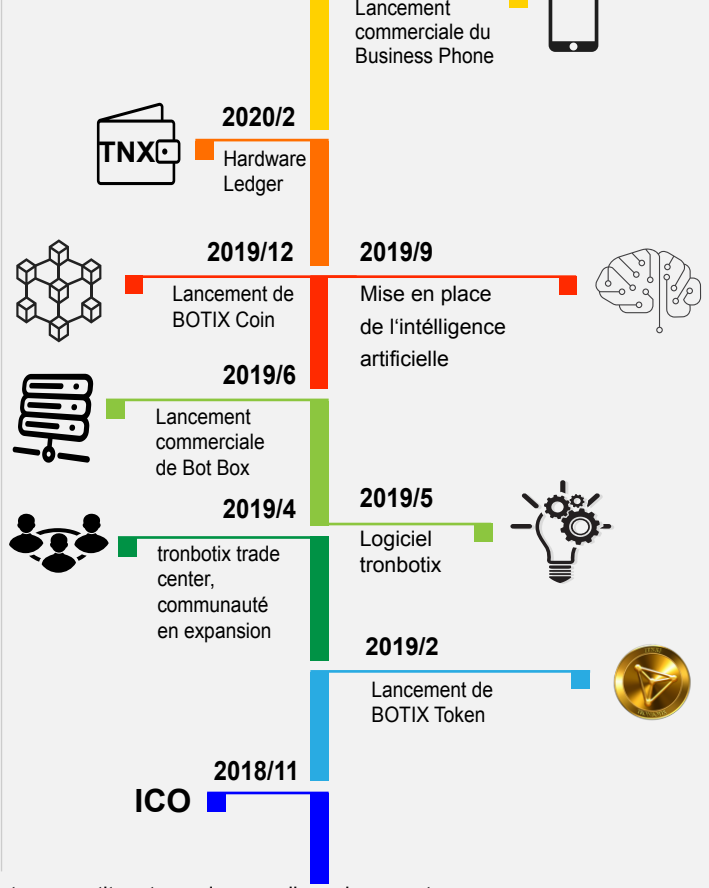 Lancement
commerciale du
Business Phone
2020/2
TNX
Hardware
Ledger
2019/12
Lancement de
BOTIX Coin
2019/9
Mise en place
de l'intélligence
artificielle
2019/6
Lancement
commerciale
de Bot Box
2019/5
Logiciel
tronbotix
2019/4
tronbotix trade
center,
communauté
en expansion
2019/2
Lancement de
BOTIX Token
2018/11
ICO